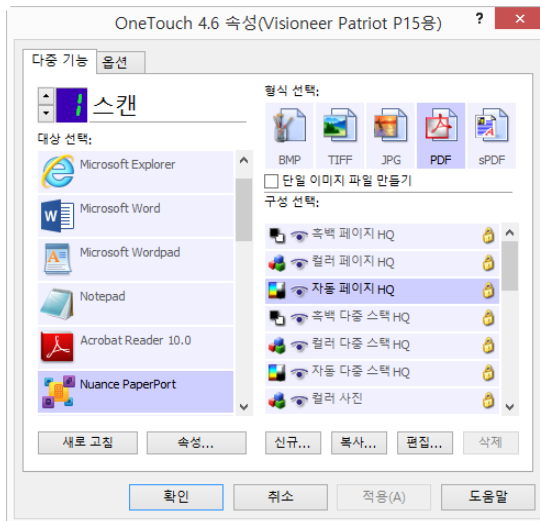 OneTouch 4.6 속성(Visioneer Patriot P15용)
?
다중 기능
옵션
1 스캔
대상 선택:
Microsoft Explorer
Microsoft Word
Microsoft Wordpad
Notepad
Acrobat Reader 10.0
Nuance PaperPort
새로 고침
속성...
형식 선택:
BMP
TIFF
JPG
PDF
sPDF
단일 이미지 파일 만들기
구성 선택:
흑백 페이지 HQ
컬러 페이지 HQ
자동 페이지 HQ
흑백 다중 스택 HQ
컬러 다중 스택 HQ
자동 다중 스택 HQ
컬러 사진
신규...
복사...
편집...
삭제
확인
취소
적용(A)
도움말